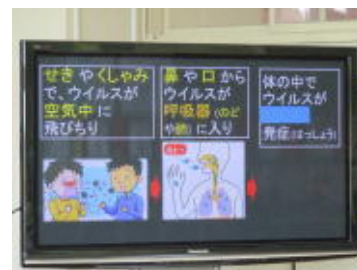 せきやくしゃみ
で、ウイルスが
空気中に
飛びちり
鼻や口から
ウイルスが
呼吸器(のど
や肺)に入り
体の中で
ウイルスが
発症(はっしょう)
Panasonic